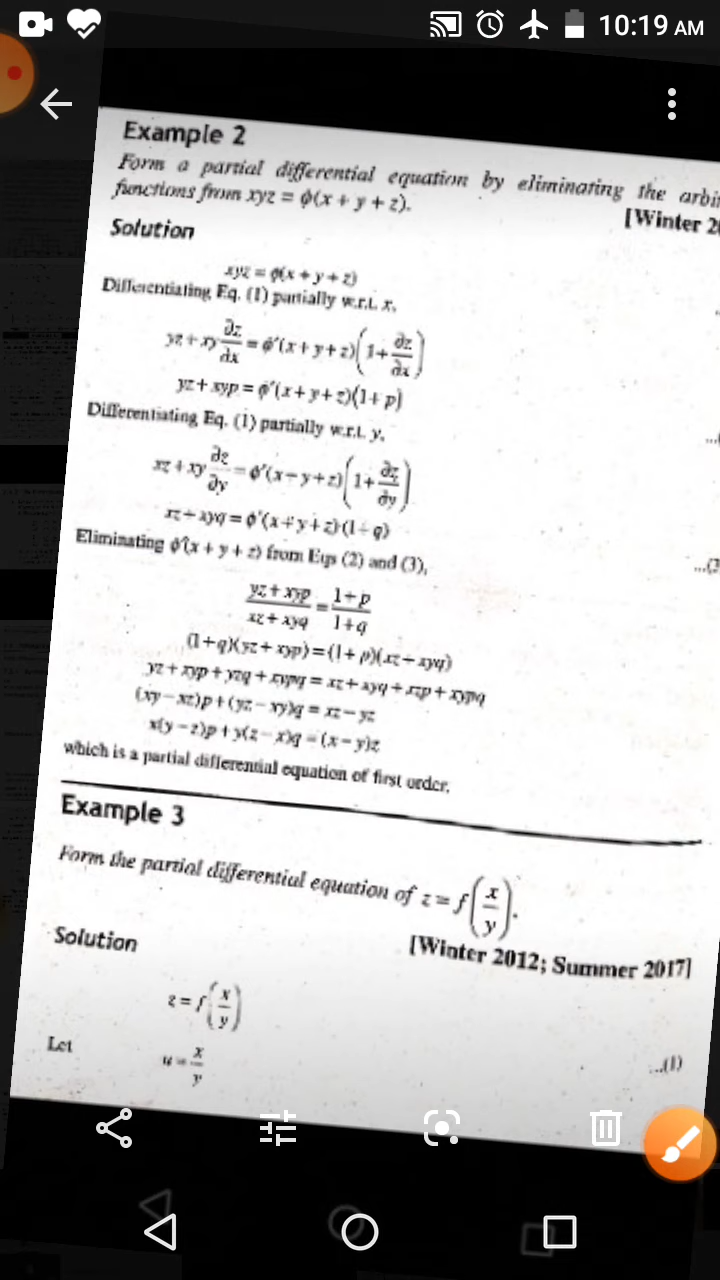 10:19 AM
Example 2
Form a partial differential equation by eliminating the arbi
functions from xyz = ϕ(x + y + z).
[Winter 20
Solution
xyz = ϕ(x + y + z)
Differentiating Eq. (1) partially w.r.t. x,
yz + xy ∂z/∂x = ϕ′(x + y + z)(1 + ∂z/∂x)
yz + xyp = ϕ′(x + y + z)(1 + p)
Differentiating Eq. (1) partially w.r.t. y,
...(
xz + xy ∂z/∂y = ϕ′(x − y + z)(1 + ∂z/∂y)
xz + xyq = ϕ′(x + y + z)(1 + q)
...(3
Eliminating ϕ′(x + y + z) from Eqs (2) and (3),
(yz + xyp)/(xz + xyq) = (1 + p)/(1 + q)
(1 + q)(yz + xyp) = (1 + p)(xz + xyq)
yz + xyp + yzq + xypq = xz + xyq + xzp + xypq
(xy − xz)p + (yz − xy)q = xz − yz
x(y − z)p + y(z − x)q = (x − y)z
which is a partial differential equation of first order.
Example 3
Form the partial differential equation of z = f(x/y).
[Winter 2012; Summer 2017]
Solution
z = f(x/y)
...(1)
Let u = x/y